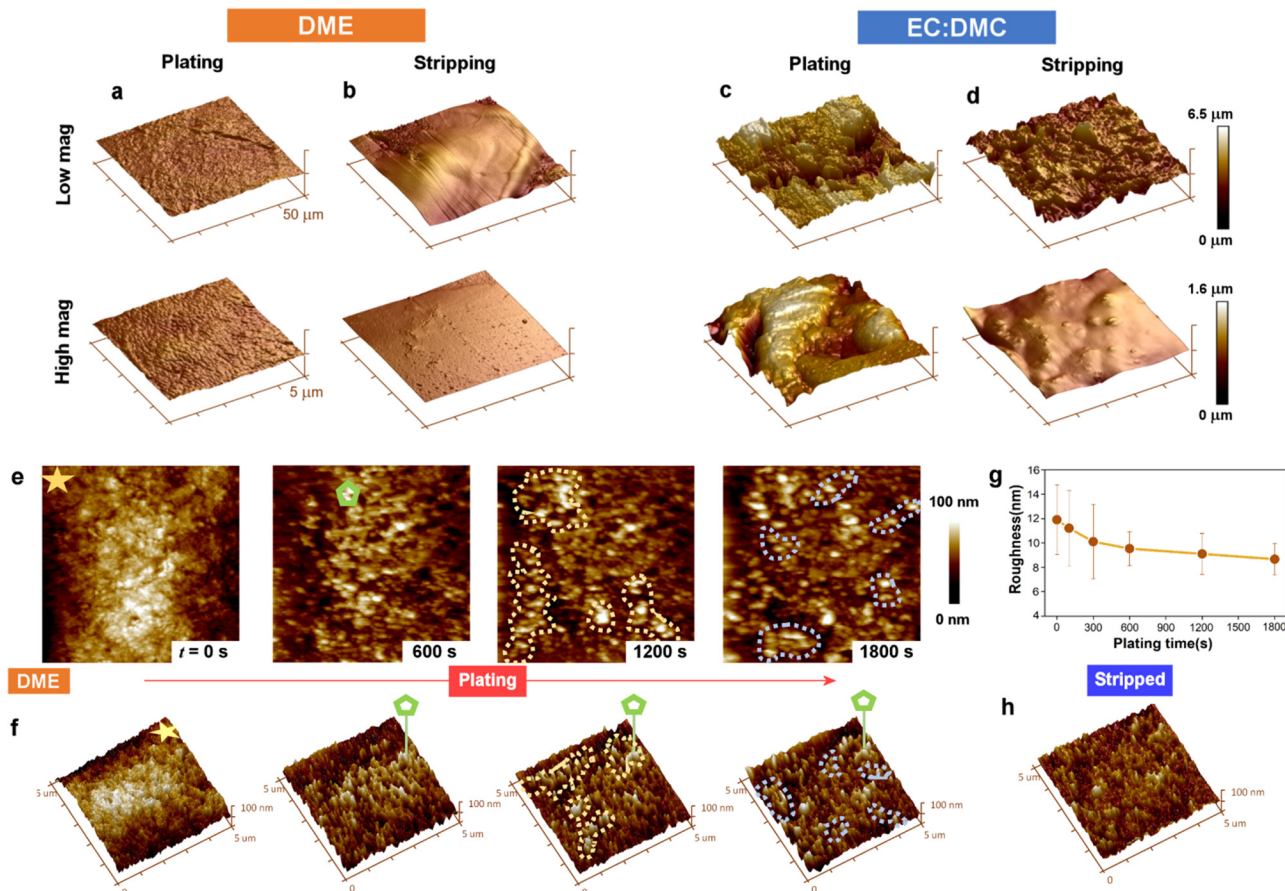 DME
EC:DMC
Plating
Stripping
Plating
Stripping
a
b
c
d
Low mag
50 μm
6.5 μm
0 μm
High mag
5 μm
1.6 μm
0 μm
e
t = 0 s
600 s
1200 s
1800 s
100 nm
0 nm
g
Roughness(nm)
16
14
12
10
8
6
4
0 300 600 900 1200 1500 1800
Plating time(s)
DME
Plating
Stripped
f
h
5 um
100 nm
5 um
0
5 um
100 nm
5 um
0
5 um
100 nm
5 um
0
5 um
100 nm
5 um
0
5 um
100 nm
5 um
0